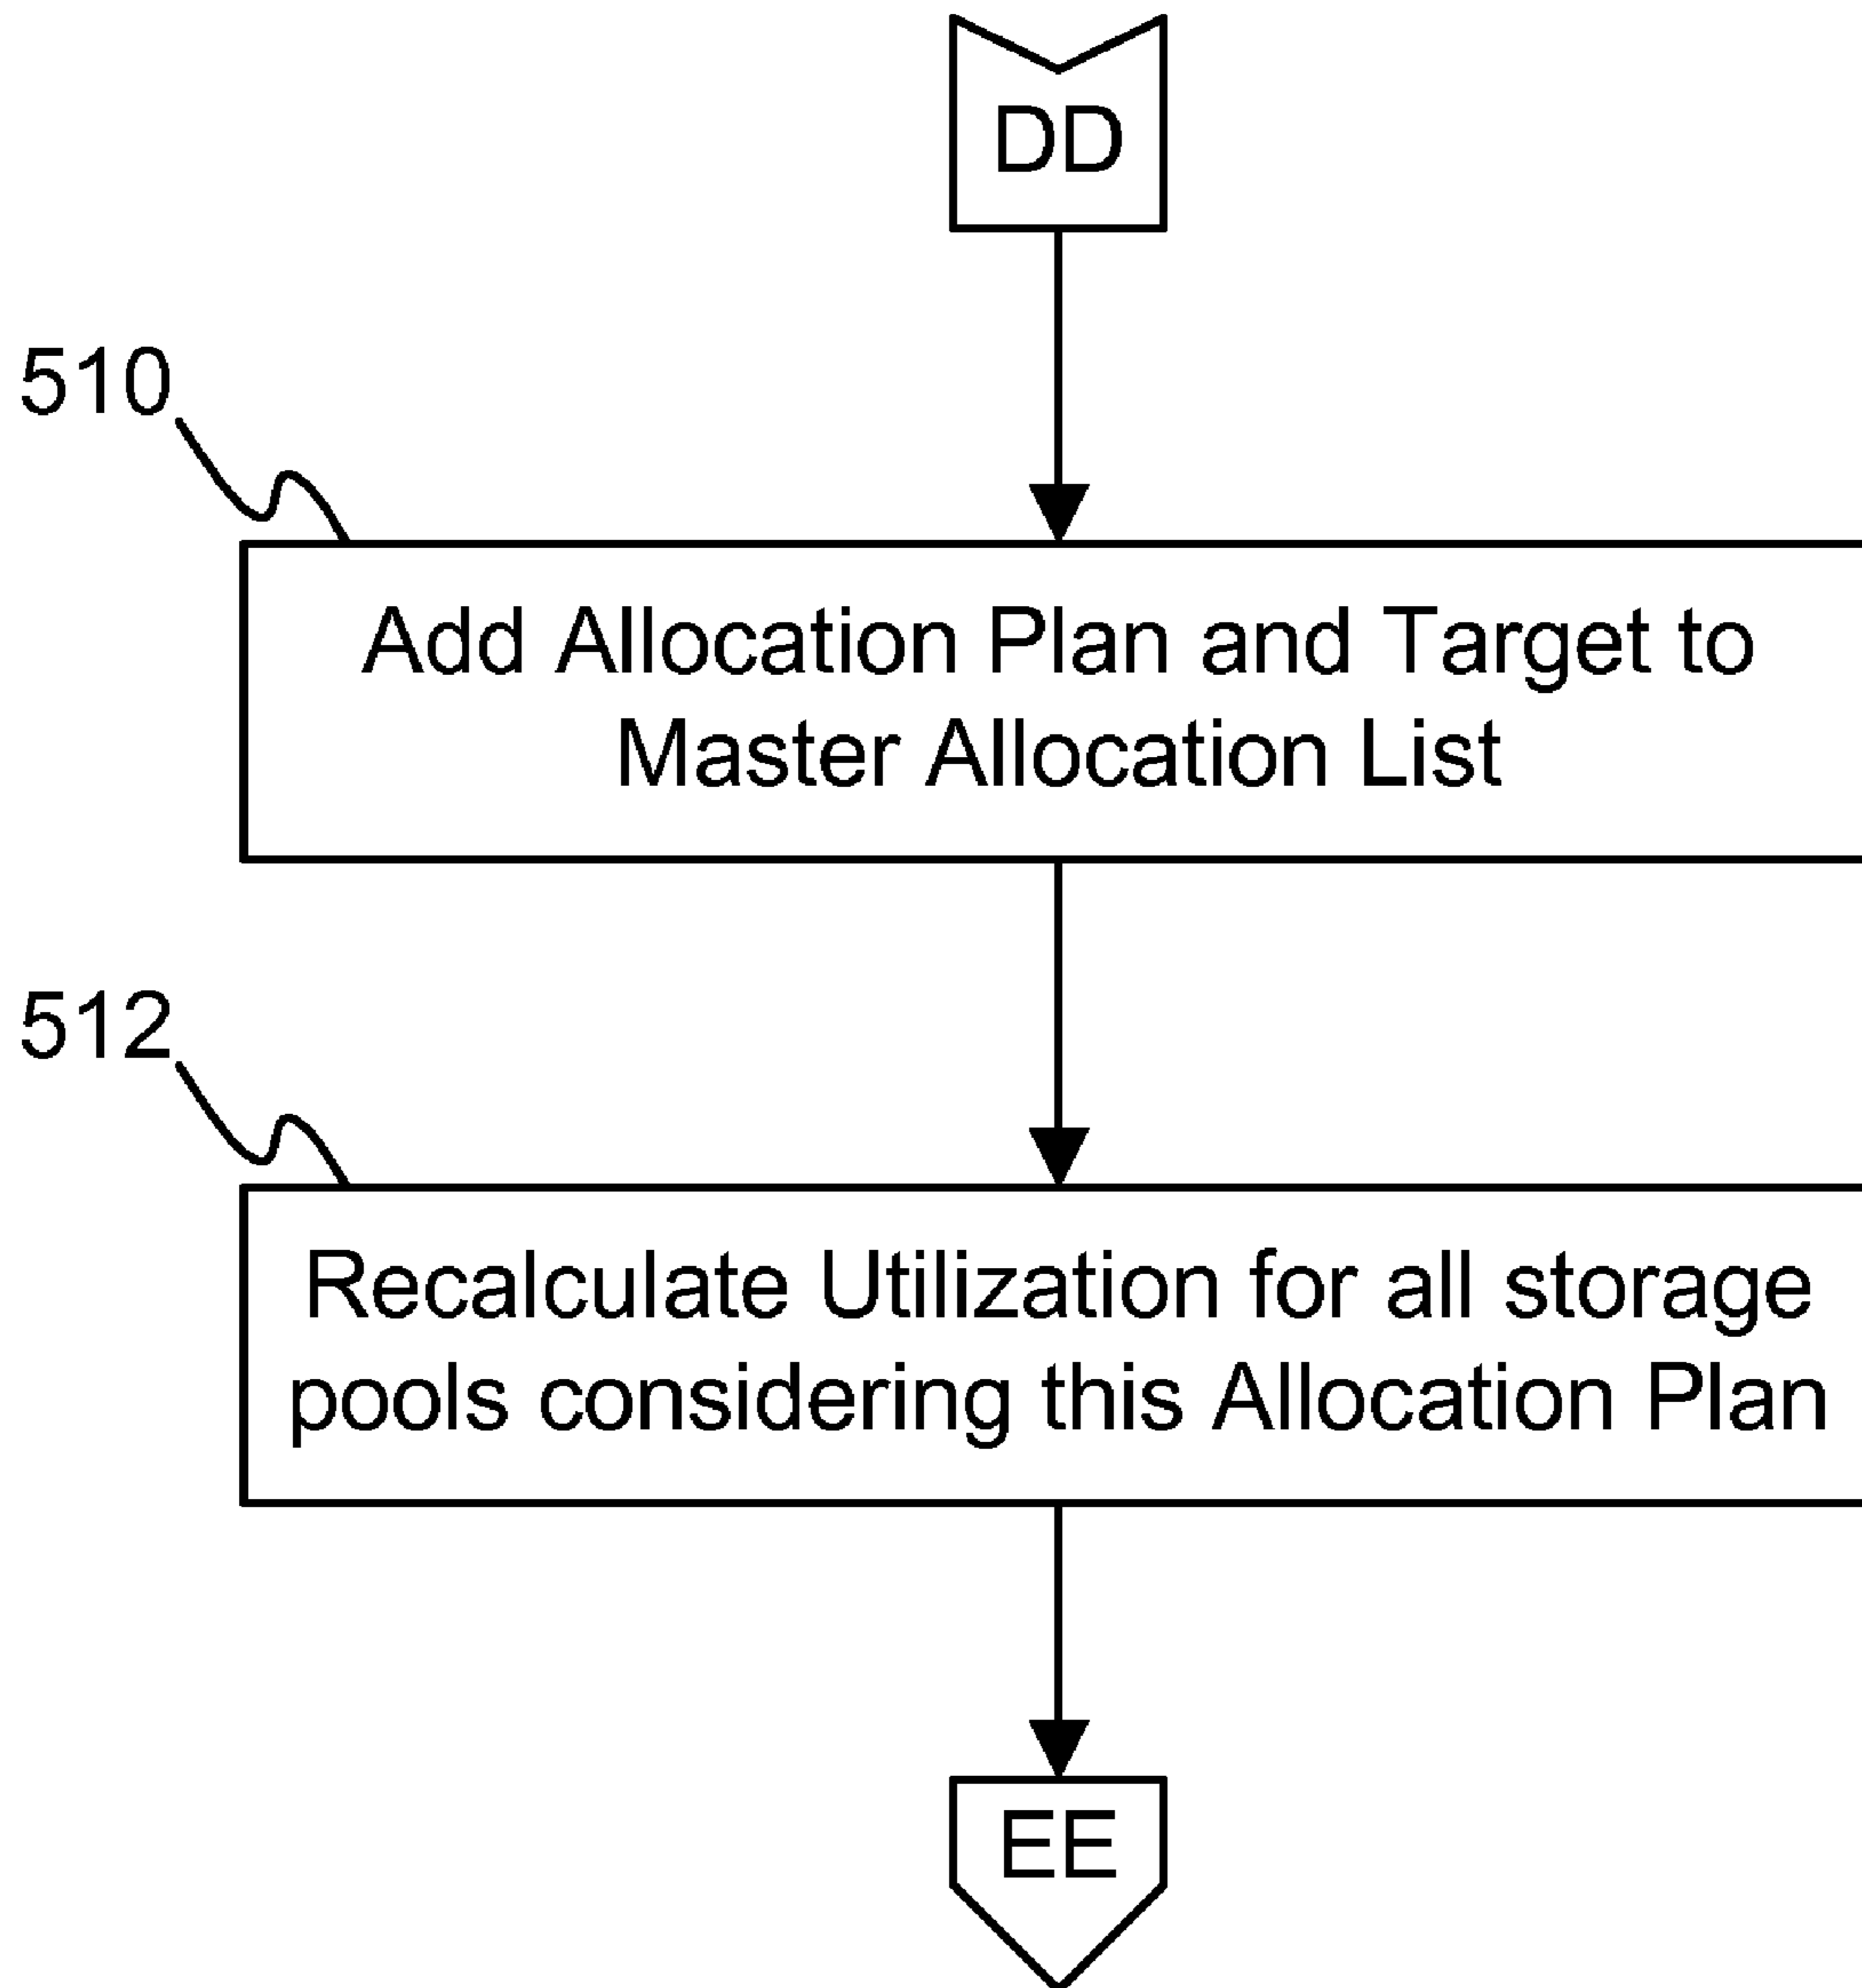 DD
510
Add Allocation Plan and Target to
Master Allocation List
512
Recalculate Utilization for all storage
pools considering this Allocation Plan
EE